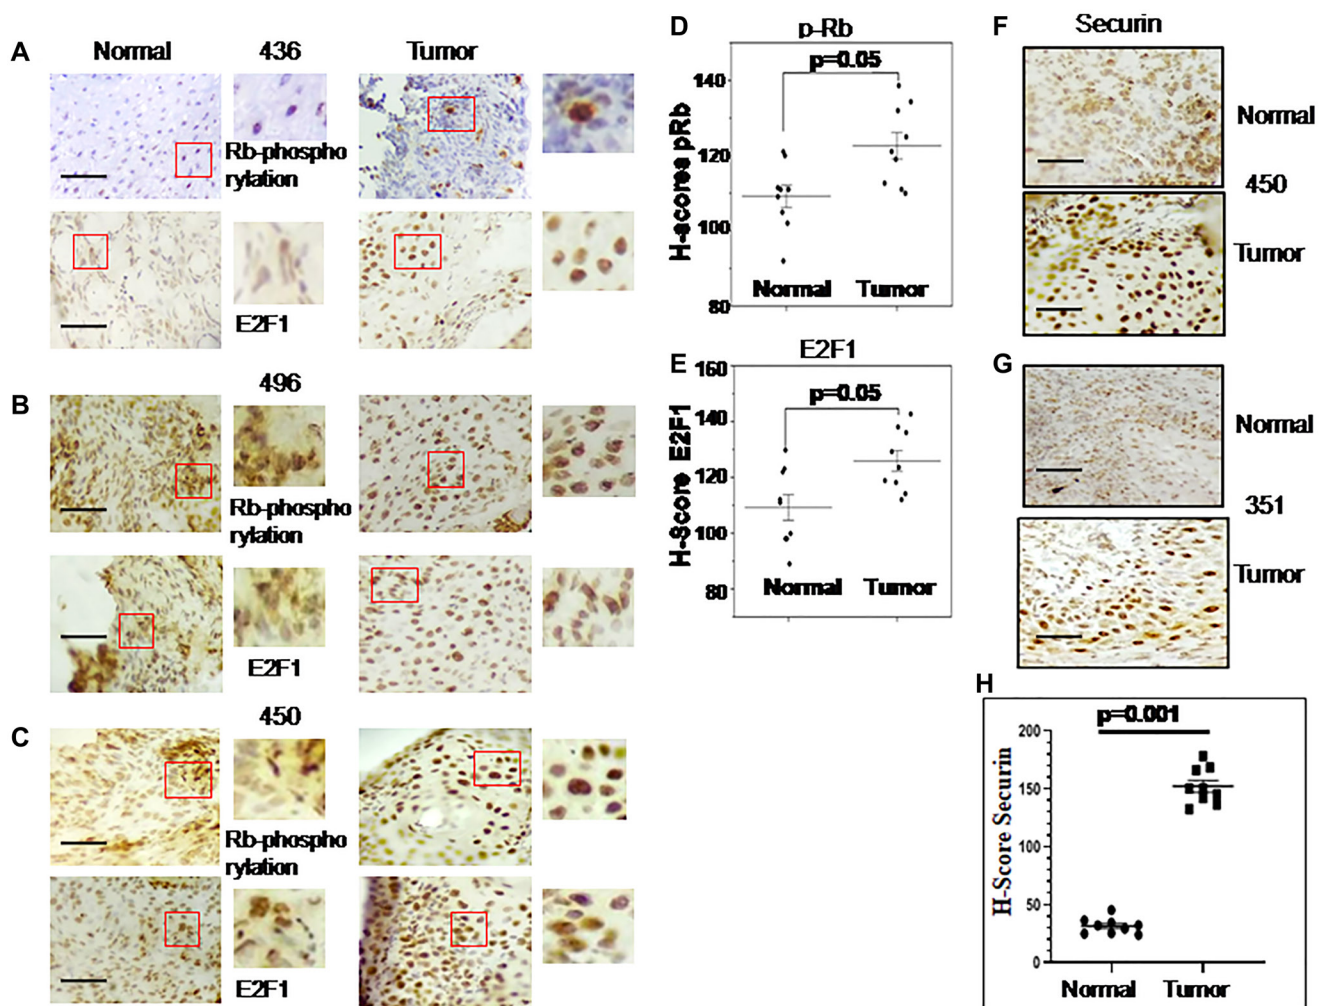 A
Normal
436
Tumor
Rb-phospho
rylation
E2F1
B
496
Rb-phospho
rylation
E2F1
C
450
Rb-phospho
rylation
E2F1
D
p-Rb
p=0.05
H-scores pRb
140
120
100
80
Normal
Tumor
E
E2F1
p=0.05
H-Score E2F1
160
140
120
100
80
Normal
Tumor
F
Securin
Normal
450
Tumor
G
Normal
351
Tumor
H
p=0.001
H-Score Securin
200
150
100
50
0
Normal
Tumor